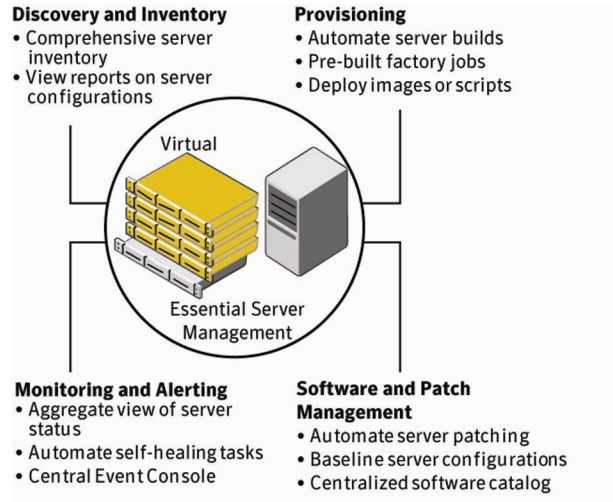 Discovery and Inventory
• Comprehensive server
inventory
• View reports on server
configurations
Provisioning
• Automate server builds
• Pre-built factory jobs
• Deploy images or scripts
Virtual
Essential Server
Management
Monitoring and Alerting
• Aggregate view of server
status
• Automate self-healing tasks
• Central Event Console
Software and Patch
Management
• Automate server patching
• Baseline server configurations
• Centralized software catalog